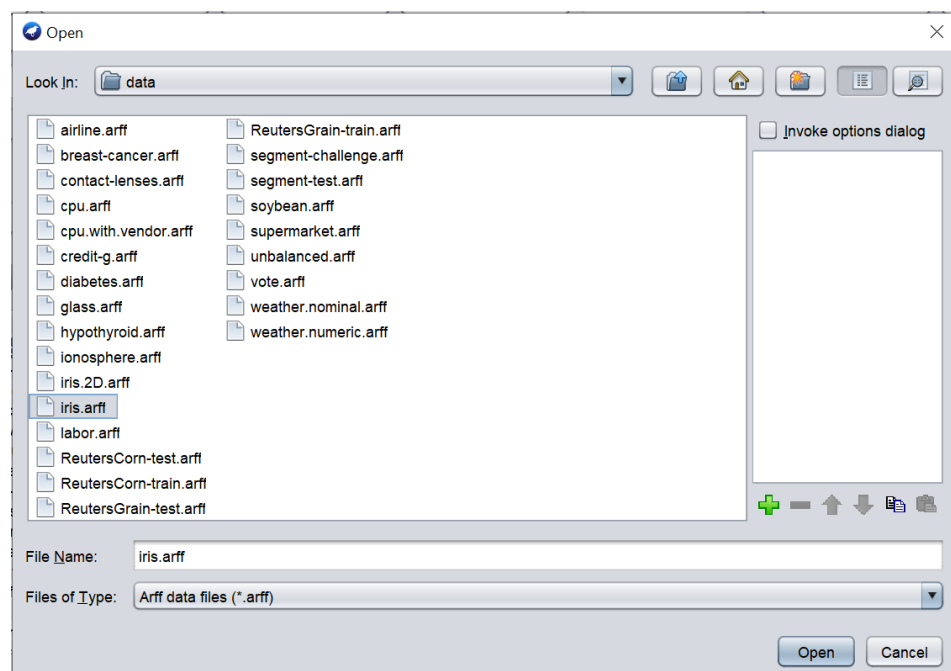 Open
Look In: data
Invoke options dialog
airline.arff
breast-cancer.arff
contact-lenses.arff
cpu.arff
cpu.with.vendor.arff
credit-g.arff
diabetes.arff
glass.arff
hypothyroid.arff
ionosphere.arff
iris.2D.arff
iris.arff
labor.arff
ReutersCorn-test.arff
ReutersCorn-train.arff
ReutersGrain-test.arff
ReutersGrain-train.arff
segment-challenge.arff
segment-test.arff
soybean.arff
supermarket.arff
unbalanced.arff
vote.arff
weather.nominal.arff
weather.numeric.arff
File Name: iris.arff
Files of Type: Arff data files (*.arff)
Open Cancel